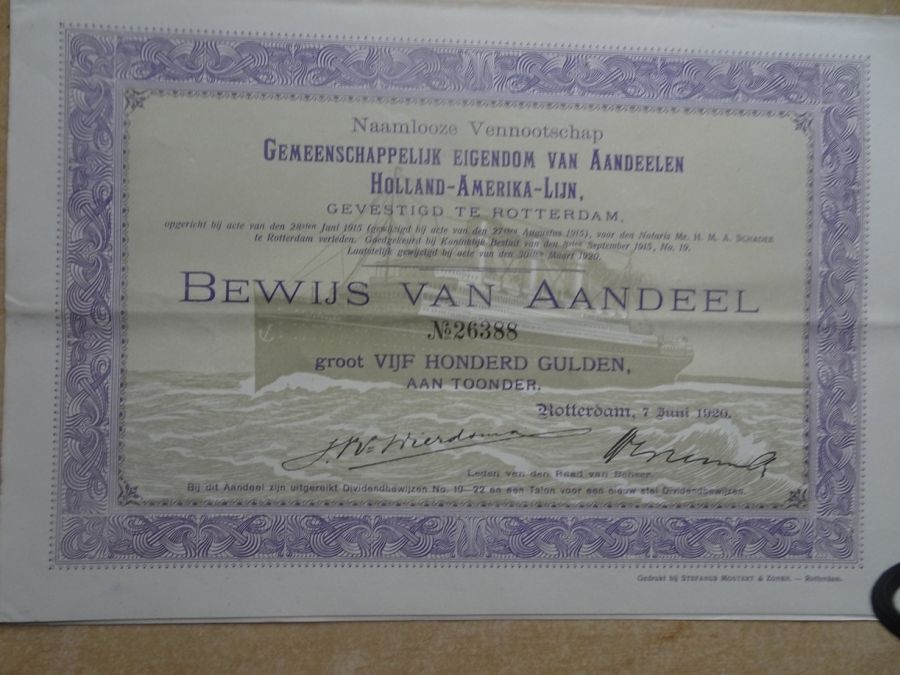 Naamlooze Vennootschap
GEMEENSCHAPPELIJK EIGENDOM VAN AANDEELEN
HOLLAND-AMERIKA-LIJN,
GEVESTIGD TE ROTTERDAM,
opgericht bij acte van den 28sten Juni 1915 (gewijzigd bij acte van den 27sten Augustus 1915), voor den Notaris Mr. H. M. A. SCHADEE
te Rotterdam verleden. Goedgekeurd bij Koninklijk Besluit van den September 1915, No. 19.
Laatstelijk gewijzigd bij acte van den 30sten Maart 1920.
BEWIJS VAN AANDEEL
No 26388
groot VIJF HONDERD GULDEN,
AAN TOONDER.
Rotterdam, 7 Juni 1920.
J.R. Wierdsma
Leden van den Raad van Beheer.
Bij dit Aandeel zijn uitgereikt Dividendbewijzen No. 10-22 en een Talon voor een nieuw stel Dividendbewijzen.
Gedrukt bij STEFANUS MOSTERT & ZONEN. — Rotterdam.